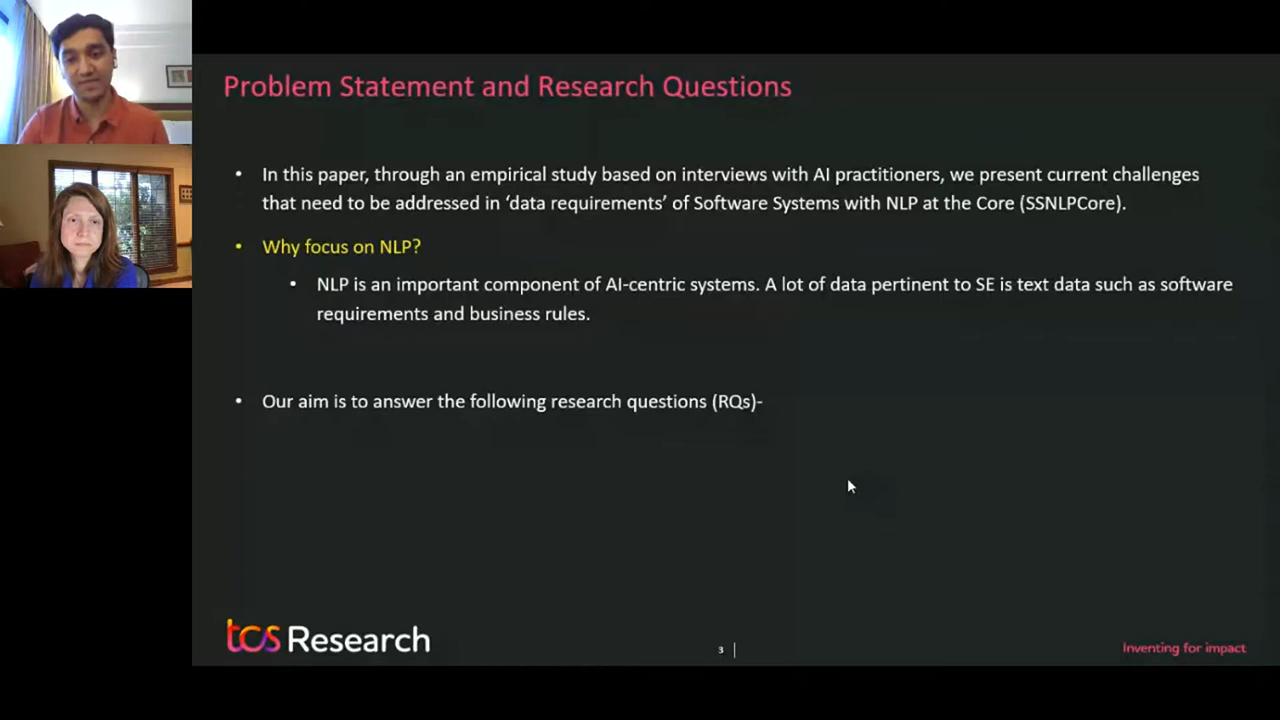 Problem Statement and Research Questions
• In this paper, through an empirical study based on interviews with AI practitioners, we present current challenges
that need to be addressed in ‘data requirements’ of Software Systems with NLP at the Core (SSNLPCore).
• Why focus on NLP?
• NLP is an important component of AI-centric systems. A lot of data pertinent to SE is text data such as software
requirements and business rules.
• Our aim is to answer the following research questions (RQs)-
tcs Research
3
Inventing for impact